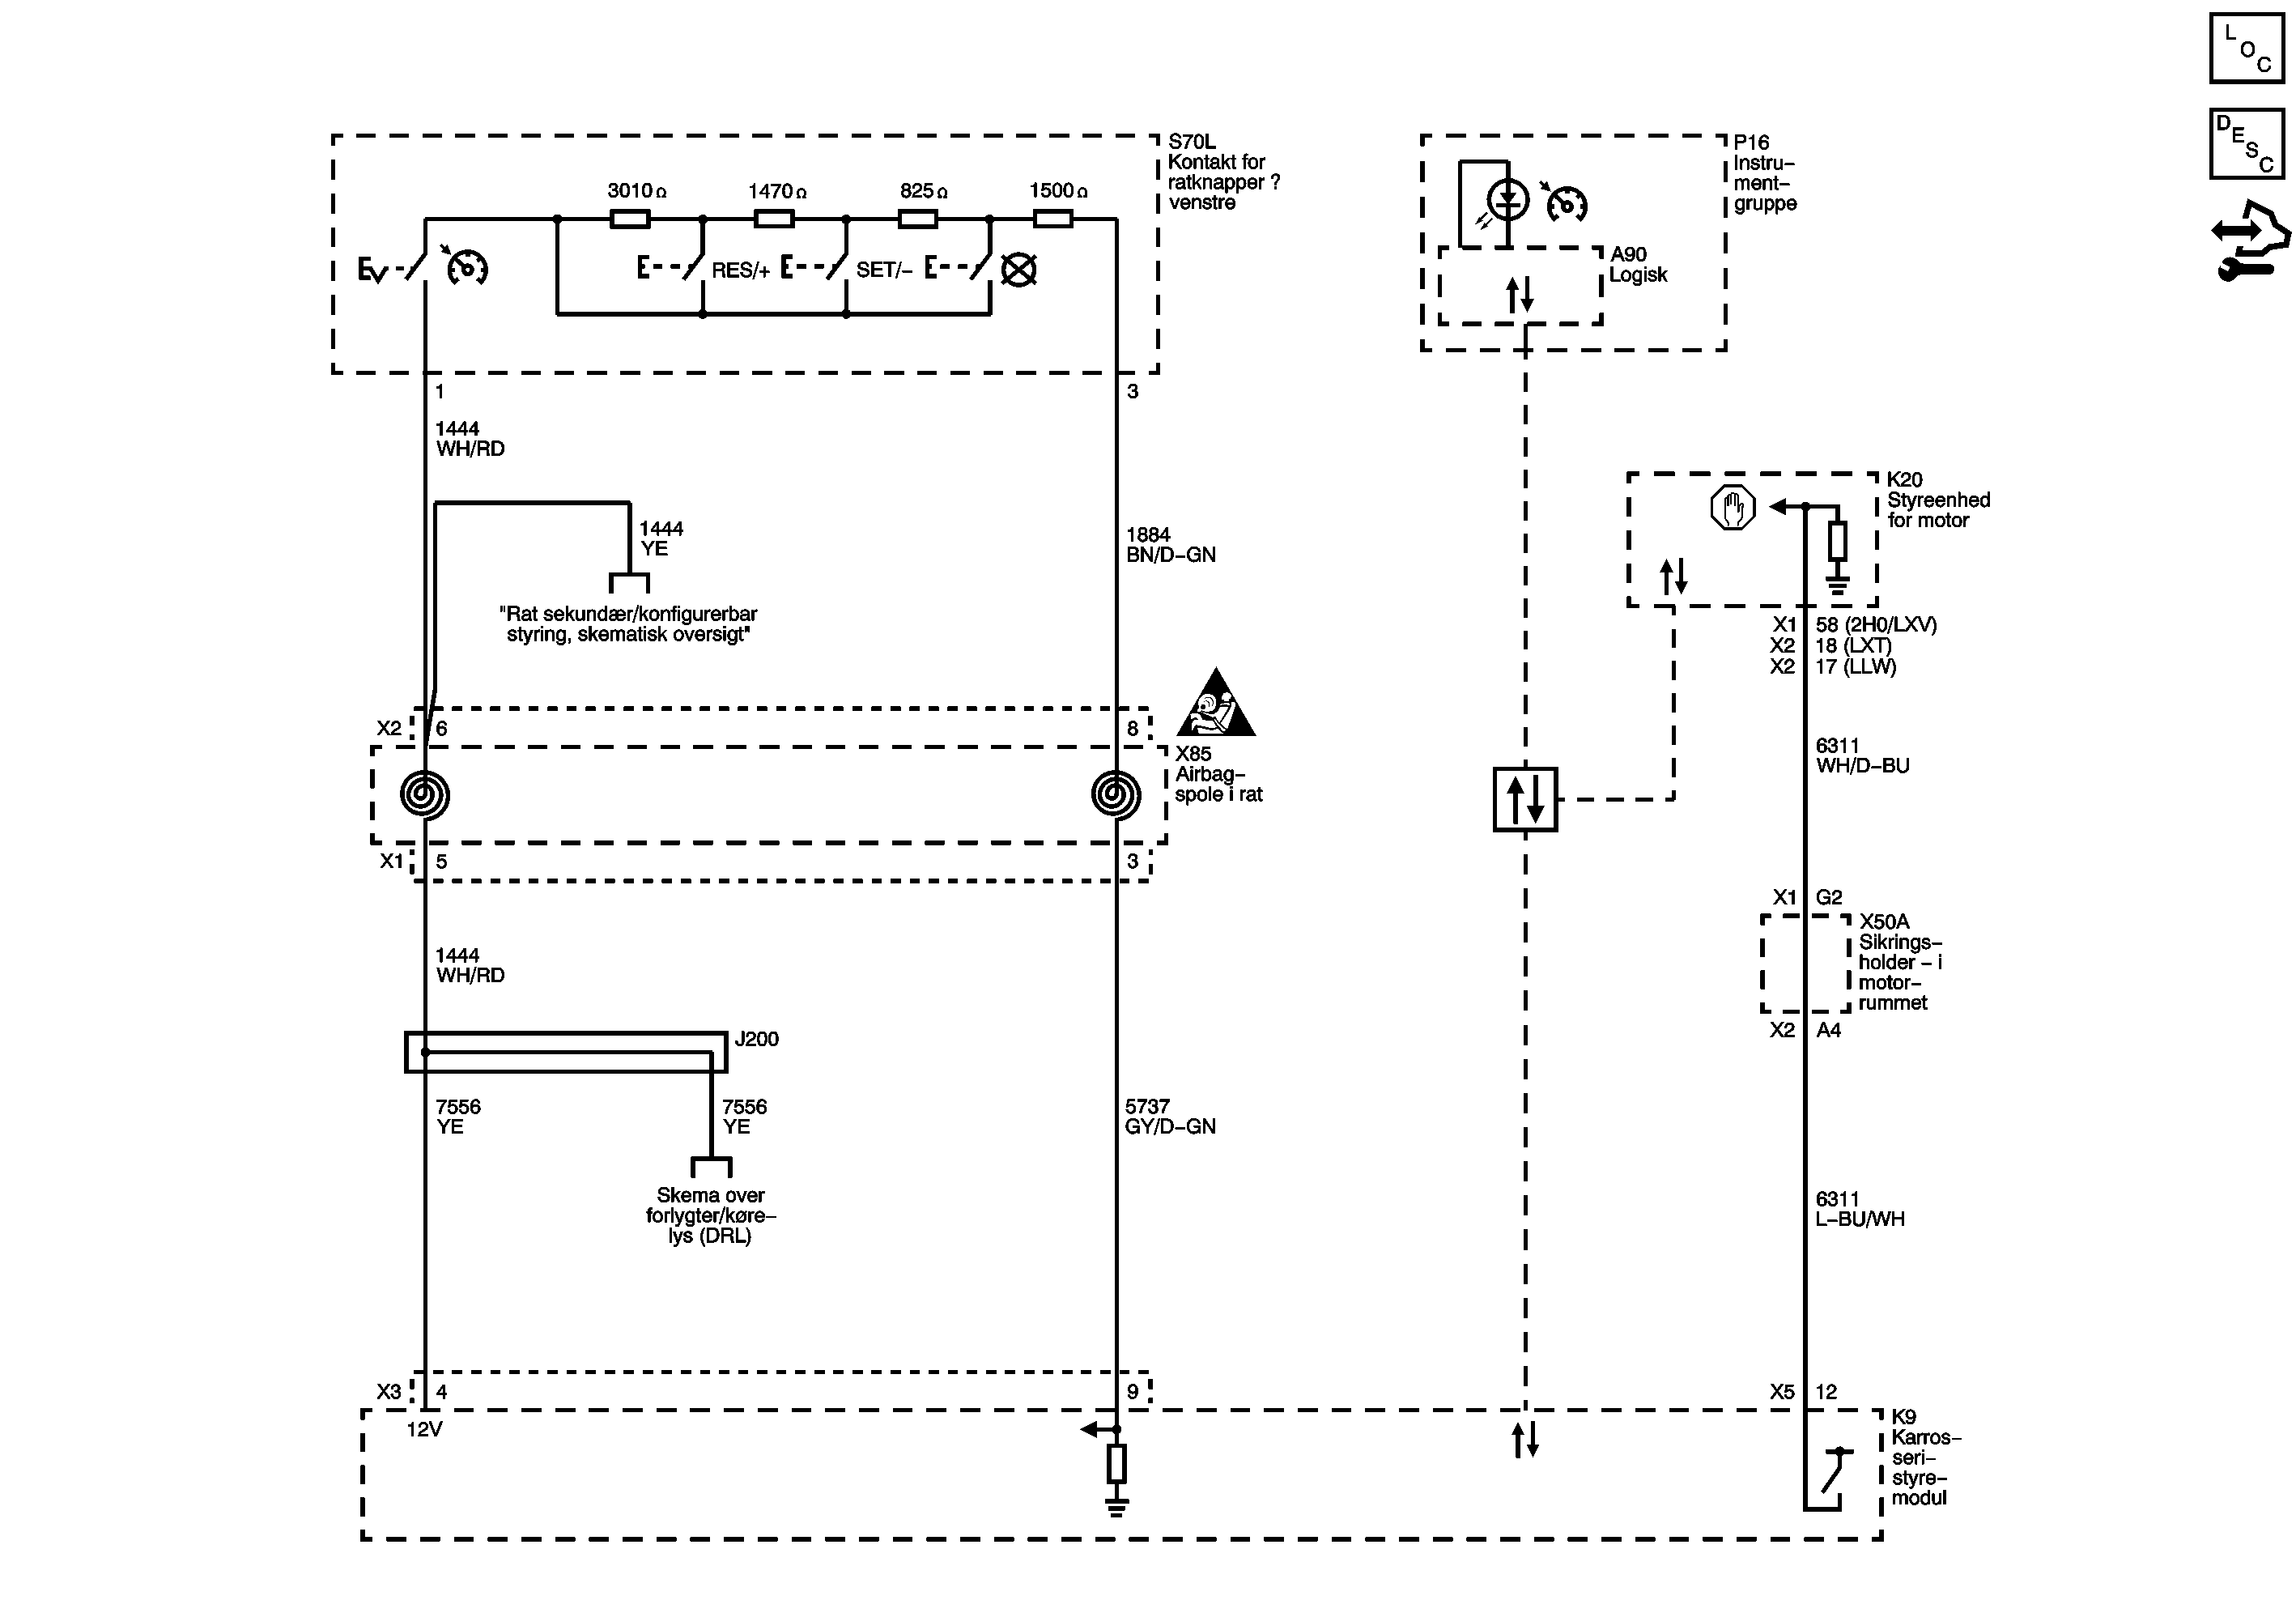 LOC
DESC
S70L
Kontakt for
ratknapper ?
venstre
3010 Ω
1470 Ω
825 Ω
1500 Ω
RES/+
SET/–
1
3
1444
WH/RD
1444
YE
"Rat sekundær/konfigurerbar
styring, skematisk oversigt"
1884
BN/D–GN
X2
6
8
X85
Airbag–
spole i rat
X1
5
3
1444
WH/RD
J200
7556
YE
7556
YE
Skema over
forlygter/køre–
lys (DRL)
5737
GY/D–GN
X3
4
9
12V
P16
Instru–
ment–
gruppe
A90
Logisk
K20
Styreenhed
for motor
X1 58 (2H0/LXV)
X2 18 (LXT)
X2 17 (LLW)
6311
WH/D–BU
X1 G2
X50A
Sikrings–
holder – i
motor–
rummet
X2 A4
6311
L–BU/WH
X5 12
K9
Karros–
seri–
styre–
modul